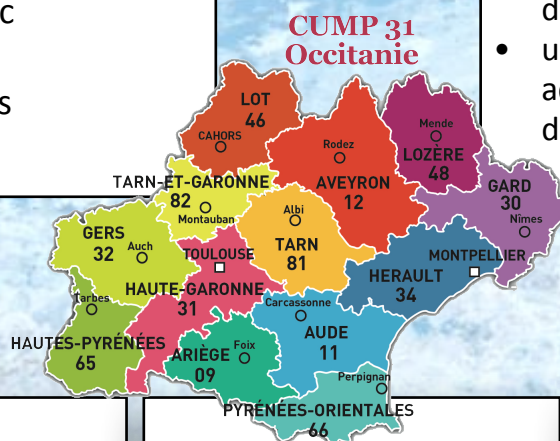 c
s
d
• u
a
d
CUMP 31
Occitanie
LOT
46
CAHORS
Rodez
AVEYRON
12
Mende
LOZÈRE
48
GARD
30
Nîmes
TARN-ET-GARONNE
82
Montauban
Albi
TARN
81
GERS
32
Auch
TOULOUSE
HAUTE-GARONNE
31
MONTPELLIER
HERAULT
34
Tarbes
HAUTES-PYRÉNÉES
65
ARIÈGE
09
Foix
Carcassonne
AUDE
11
Perpignan
PYRÉNÉES-ORIENTALES
66